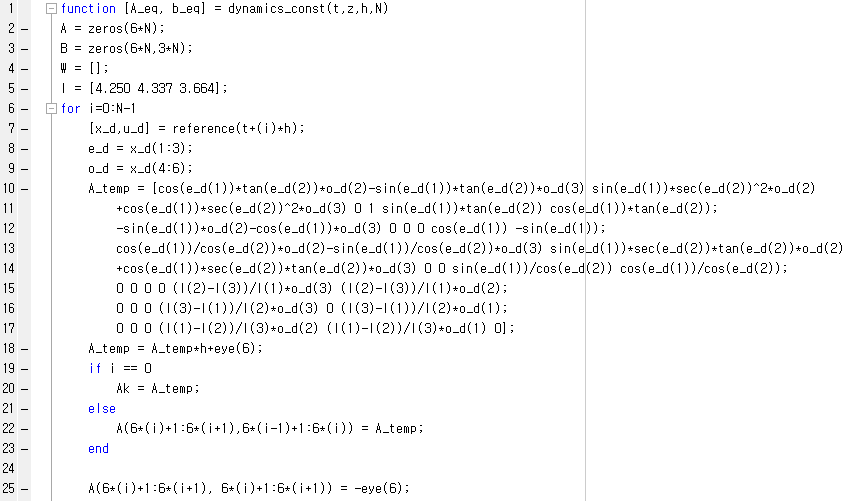 1 function [A_eq, b_eq] = dynamics_const(t,z,h,N)
2 – A = zeros(6*N);
3 – B = zeros(6*N,3*N);
4 – W = [];
5 – I = [4.250 4.337 3.664];
6 – for i=0:N-1
7 – [x_d,u_d] = reference(t+(i)*h);
8 – e_d = x_d(1:3);
9 – o_d = x_d(4:6);
10 – A_temp = [cos(e_d(1))*tan(e_d(2))*o_d(2)-sin(e_d(1))*tan(e_d(2))*o_d(3) sin(e_d(1))*sec(e_d(2))^2*o_d(2)
11 +cos(e_d(1))*sec(e_d(2))^2*o_d(3) 0 1 sin(e_d(1))*tan(e_d(2)) cos(e_d(1))*tan(e_d(2));
12 -sin(e_d(1))*o_d(2)-cos(e_d(1))*o_d(3) 0 0 0 cos(e_d(1)) -sin(e_d(1));
13 cos(e_d(1))/cos(e_d(2))*o_d(2)-sin(e_d(1))/cos(e_d(2))*o_d(3) sin(e_d(1))*sec(e_d(2))*tan(e_d(2))*o_d(2)
14 +cos(e_d(1))*sec(e_d(2))*tan(e_d(2))*o_d(3) 0 0 sin(e_d(1))/cos(e_d(2)) cos(e_d(1))/cos(e_d(2));
15 0 0 0 0 (I(2)-I(3))/I(1)*o_d(3) (I(2)-I(3))/I(1)*o_d(2);
16 0 0 0 (I(3)-I(1))/I(2)*o_d(3) 0 (I(3)-I(1))/I(2)*o_d(1);
17 0 0 0 (I(1)-I(2))/I(3)*o_d(2) (I(1)-I(2))/I(3)*o_d(1) 0];
18 – A_temp = A_temp*h+eye(6);
19 – if i == 0
20 – Ak = A_temp;
21 – else
22 – A(6*(i)+1:6*(i+1),6*(i-1)+1:6*(i)) = A_temp;
23 – end
24
25 – A(6*(i)+1:6*(i+1), 6*(i)+1:6*(i+1)) = -eye(6);